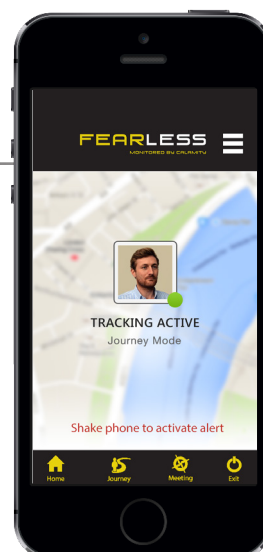 FEARLESS
MONITORED BY CALAMITY
TRACKING ACTIVE
Journey Mode
Shake phone to activate alert
Home Journey Meeting Exit